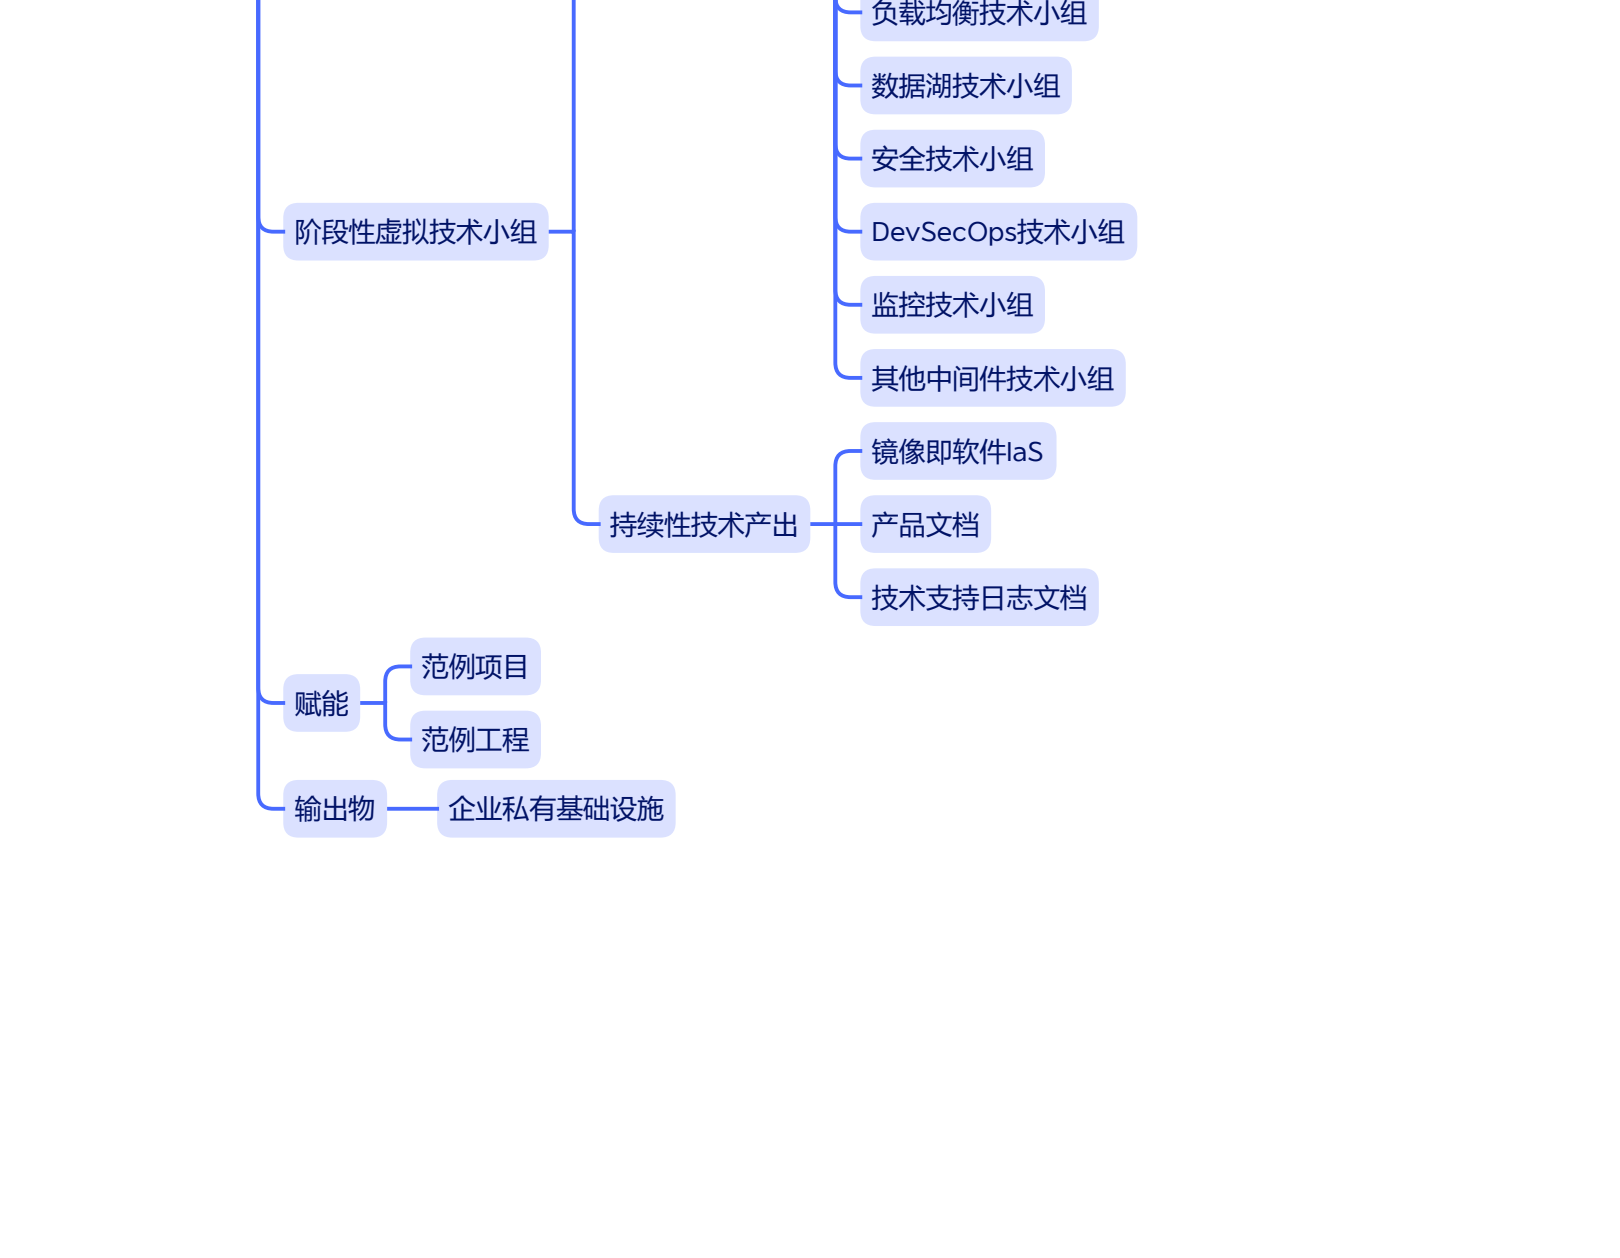 负载均衡技术小组
数据湖技术小组
安全技术小组
阶段性虚拟技术小组
DevSecOps技术小组
监控技术小组
其他中间件技术小组
镜像即软件IaS
持续性技术产出
产品文档
技术支持日志文档
范例项目
赋能
范例工程
输出物
企业私有基础设施